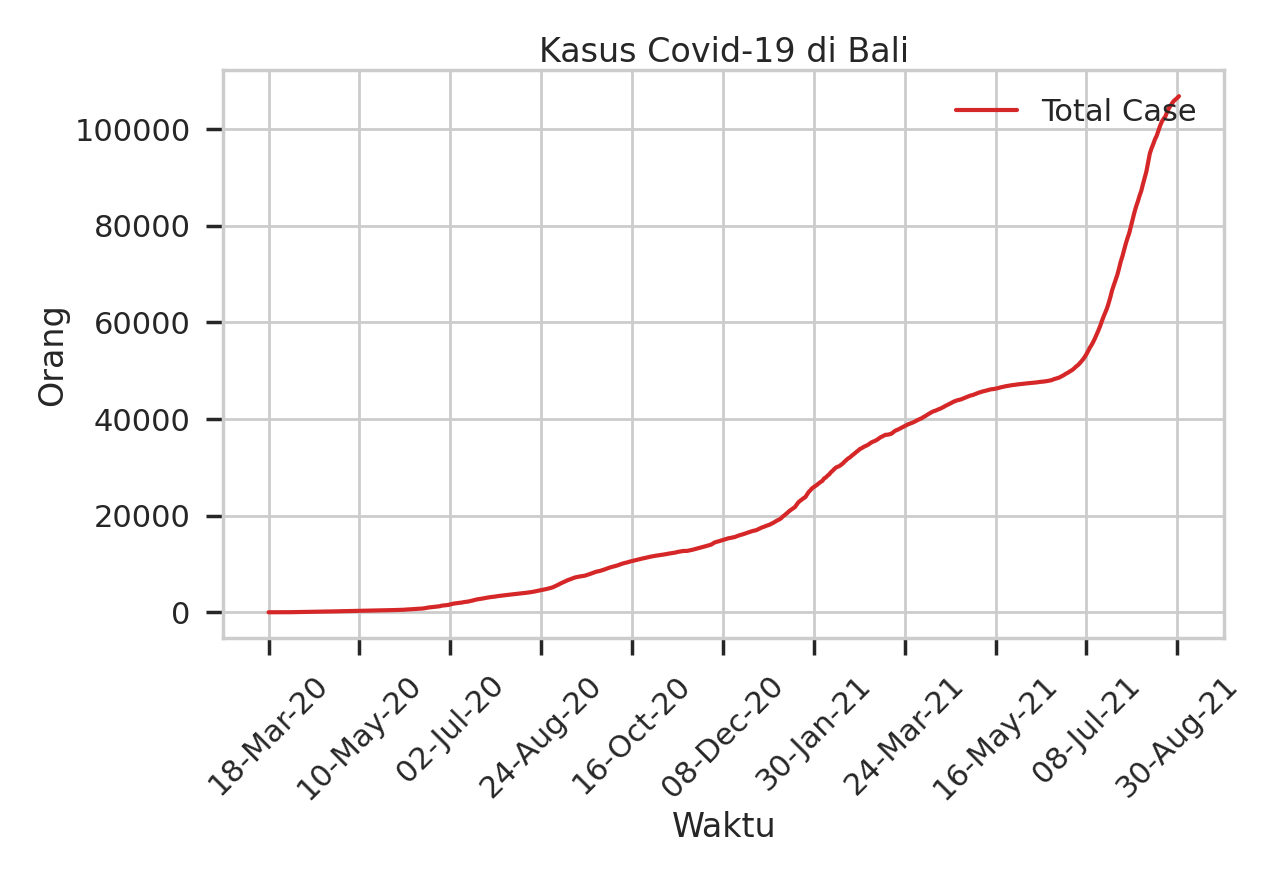 Kasus Covid-19 di Bali
Total Case
100000
80000
60000
40000
20000
0
Orang
18-Mar-20
10-May-20
02-Jul-20
24-Aug-20
16-Oct-20
08-Dec-20
30-Jan-21
24-Mar-21
16-May-21
08-Jul-21
30-Aug-21
Waktu